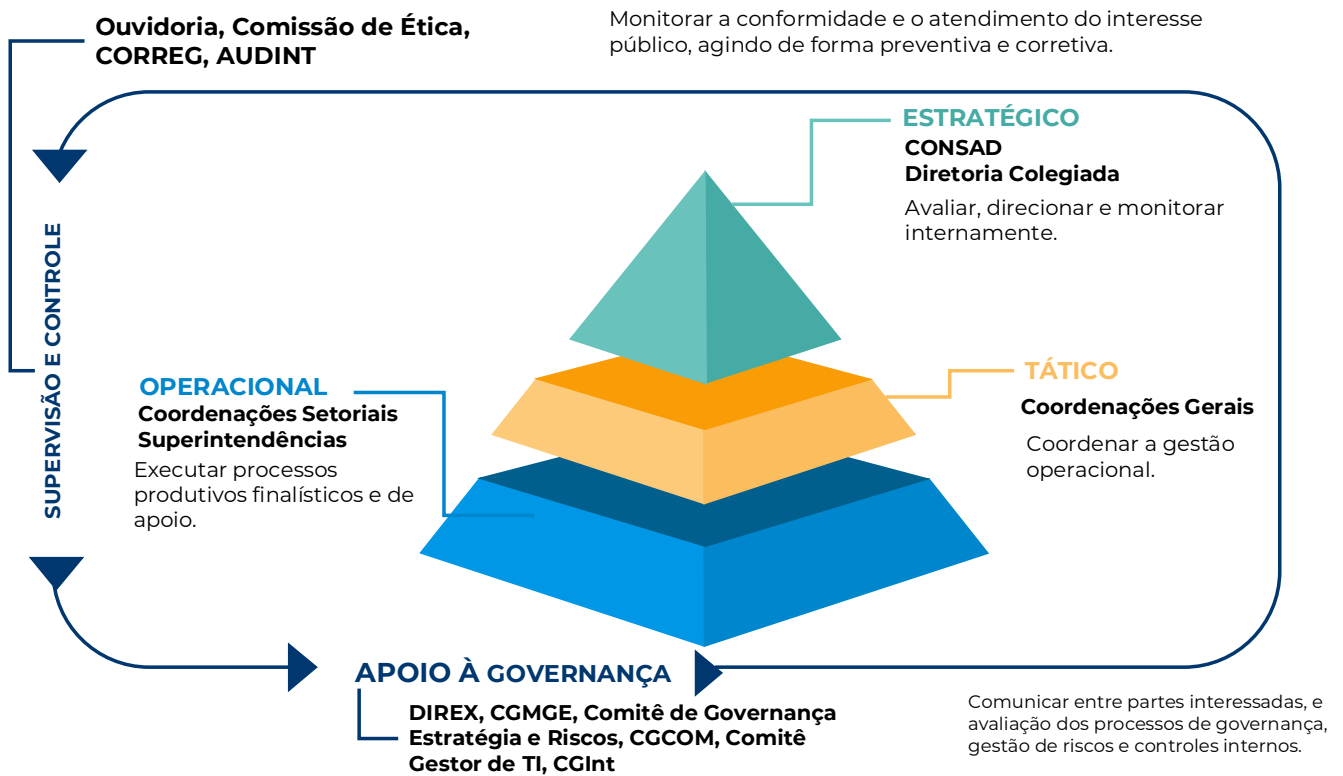 Ouvidoria, Comissão de Ética,
CORREG, AUDINT
Monitorar a conformidade e o atendimento do interesse
público, agindo de forma preventiva e corretiva.
ESTRATÉGICO
CONSAD
Diretoria Colegiada
Avaliar, direcionar e monitorar
internamente.
SUPERVISÃO E CONTROLE
OPERACIONAL
Coordenações Setoriais
Superintendências
Executar processos
produtivos finalísticos e de
apoio.
TÁTICO
Coordenações Gerais
Coordenar a gestão
operacional.
APOIO À GOVERNANÇA
DIREX, CGMGE, Comitê de Governança
Estratégia e Riscos, CGCOM, Comitê
Gestor de TI, CGInt
Comunicar entre partes interessadas, e
avaliação dos processos de governança,
gestão de riscos e controles internos.